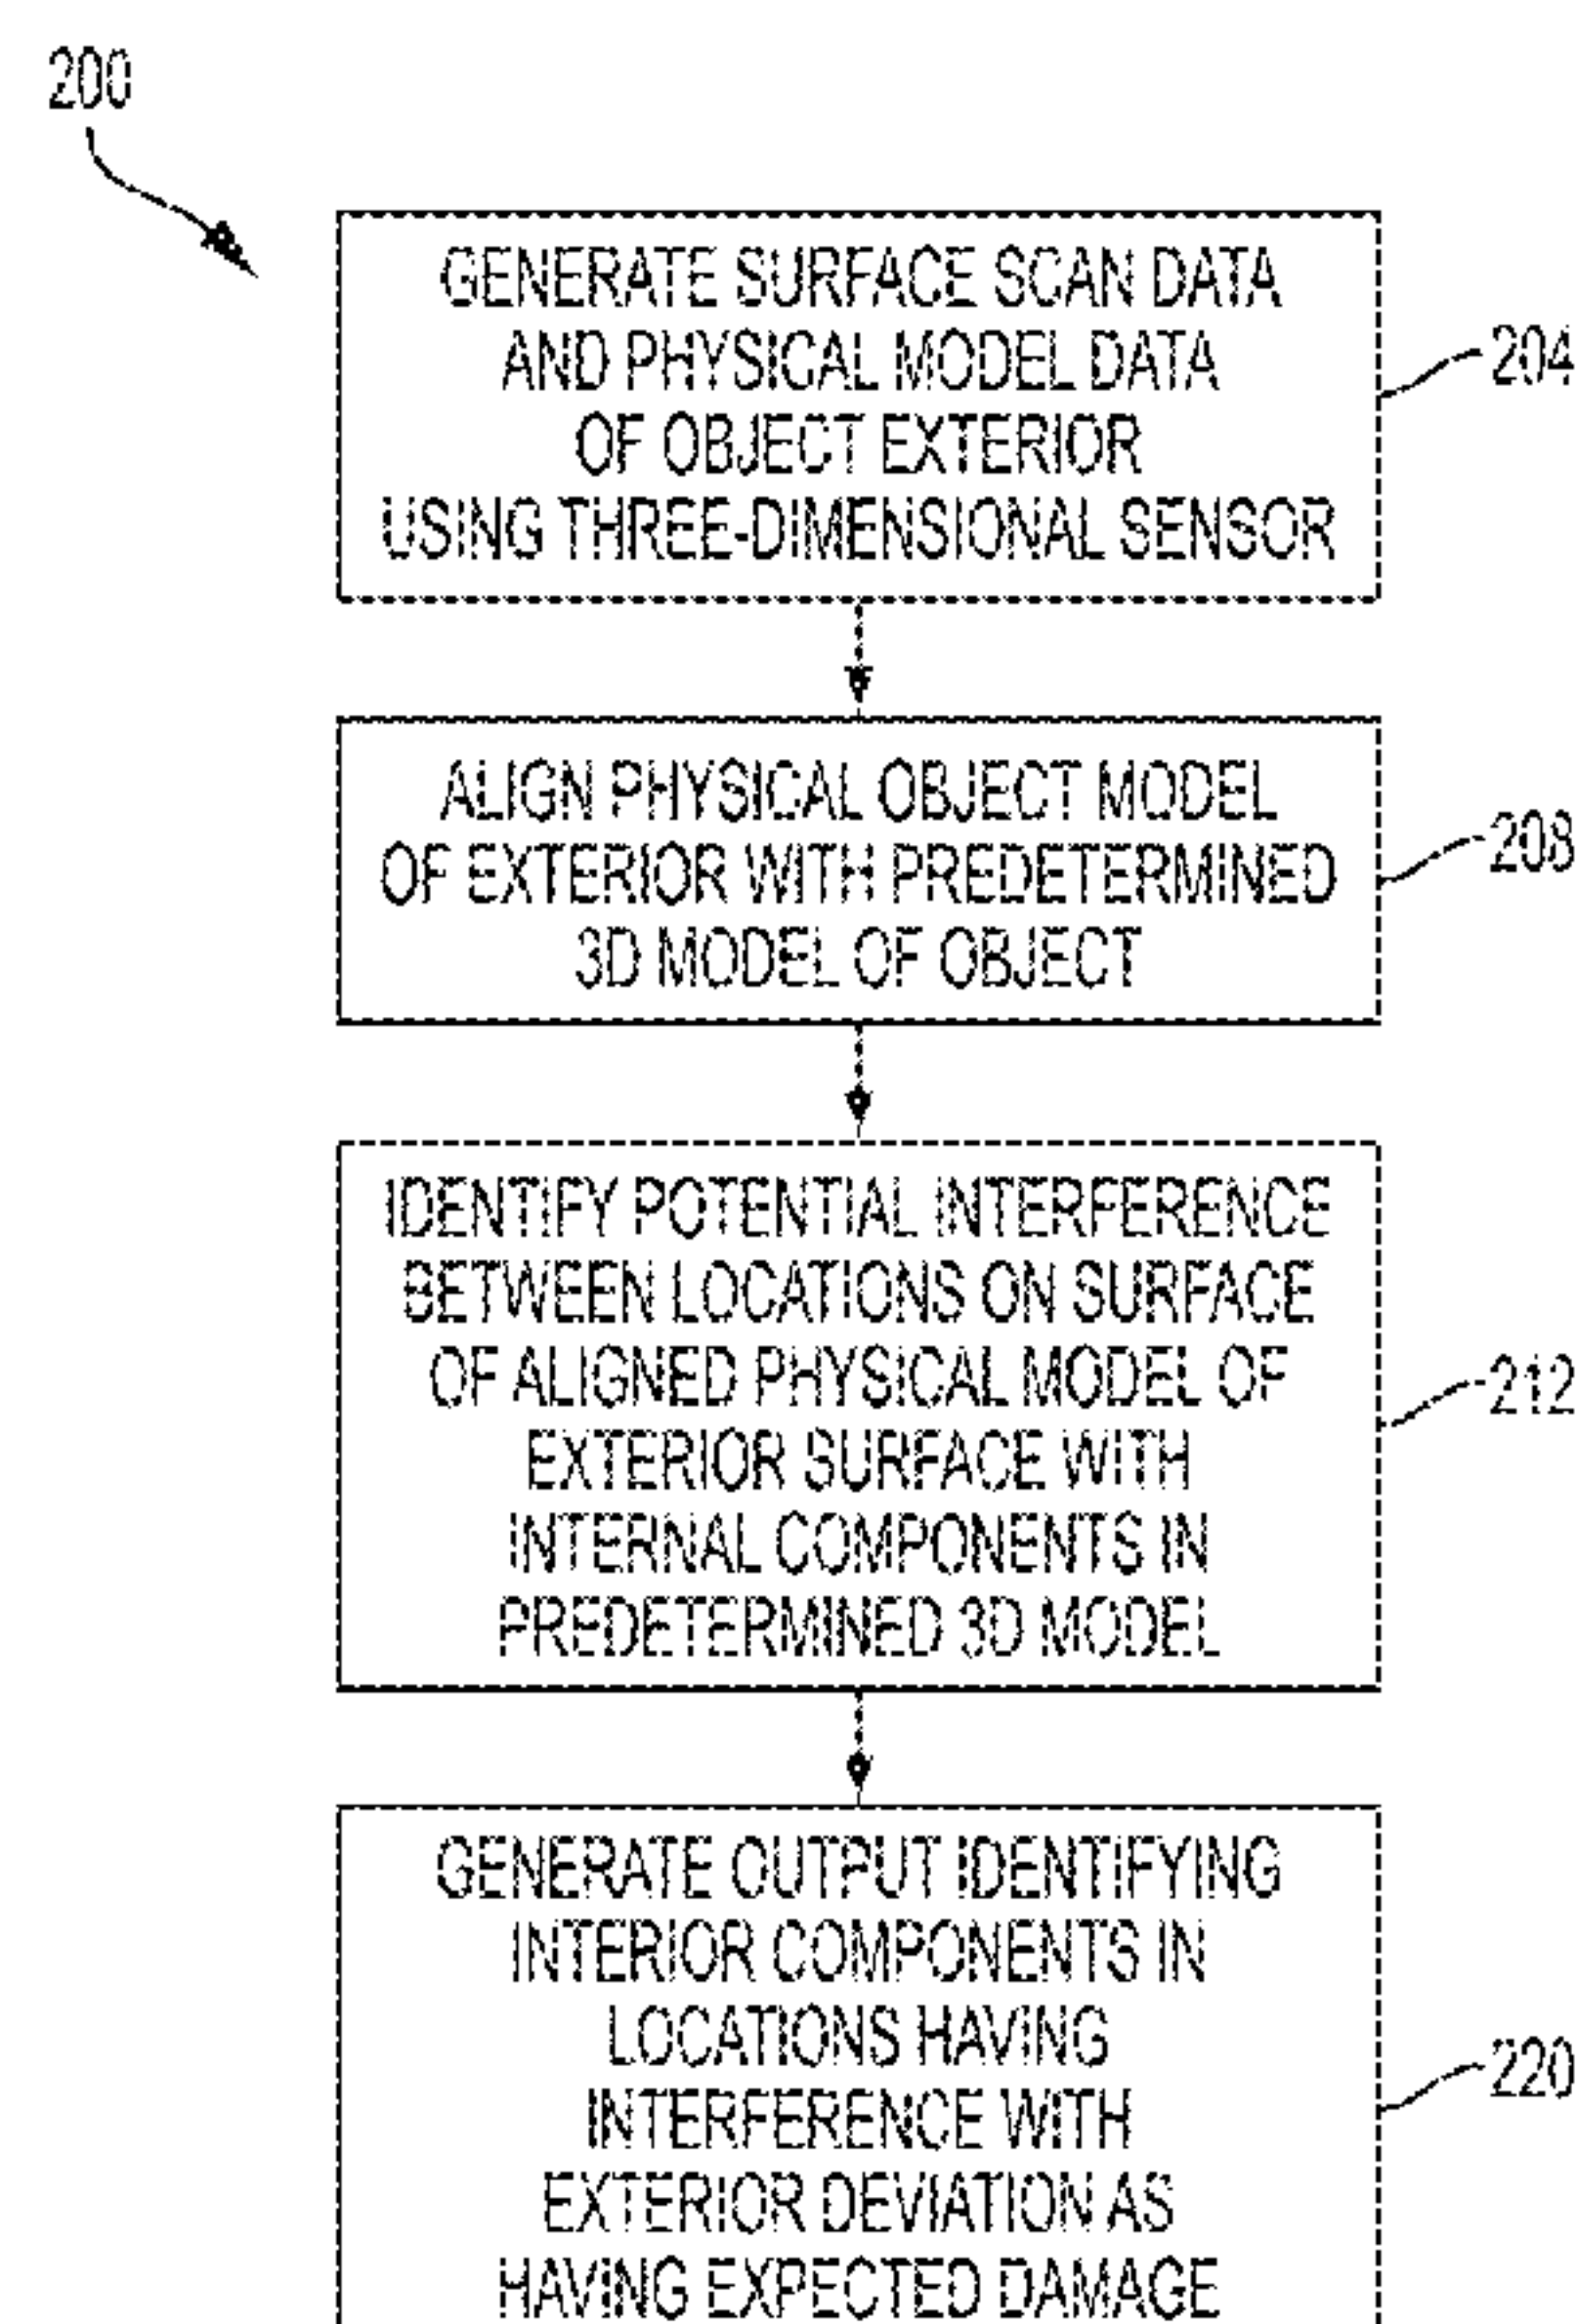 200
GENERATE SURFACE SCAN DATA
AND PHYSICAL MODEL DATA
OF OBJECT EXTERIOR
USING THREE-DIMENSIONAL SENSOR
204
ALIGN PHYSICAL OBJECT MODEL
OF EXTERIOR WITH PREDETERMINED
3D MODEL OF OBJECT
208
IDENTIFY POTENTIAL INTERFERENCE
BETWEEN LOCATIONS ON SURFACE
OF ALIGNED PHYSICAL MODEL OF
EXTERIOR SURFACE WITH
INTERNAL COMPONENTS IN
PREDETERMINED 3D MODEL
212
GENERATE OUTPUT IDENTIFYING
INTERIOR COMPONENTS IN
LOCATIONS HAVING
INTERFERENCE WITH
EXTERIOR DEVIATION AS
HAVING EXPECTED DAMAGE
220